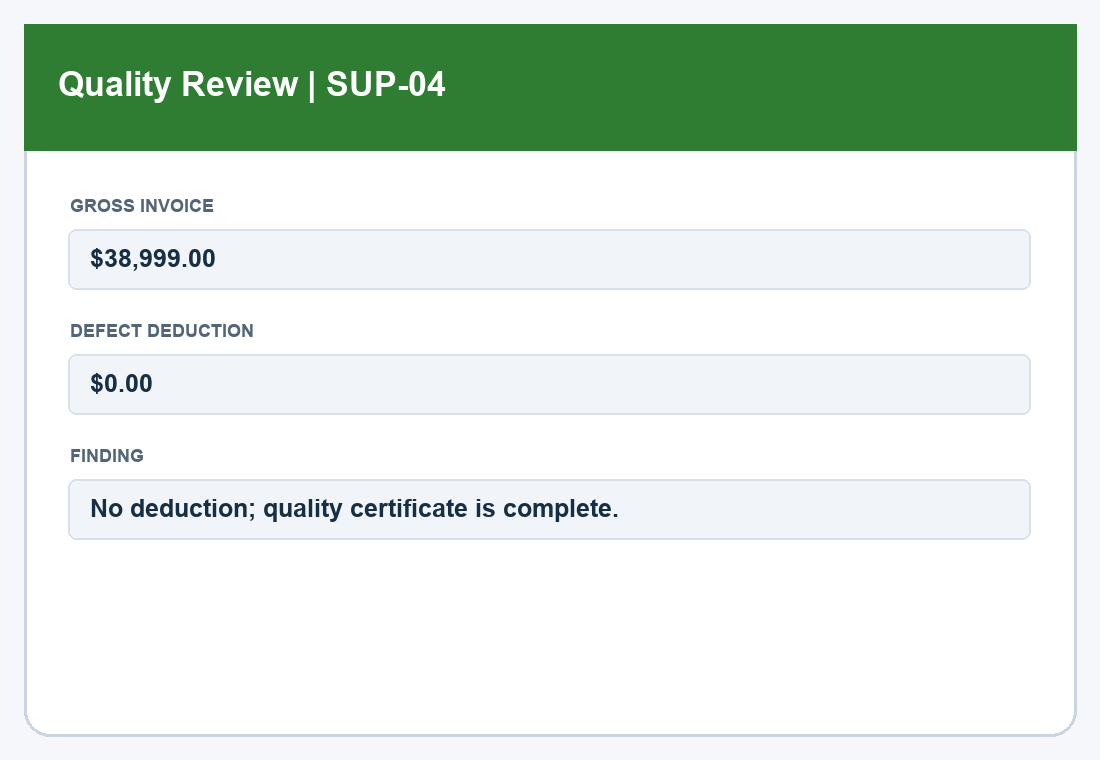 Quality Review | SUP-04
GROSS INVOICE
$38,999.00
DEFECT DEDUCTION
$0.00
FINDING
No deduction; quality certificate is complete.